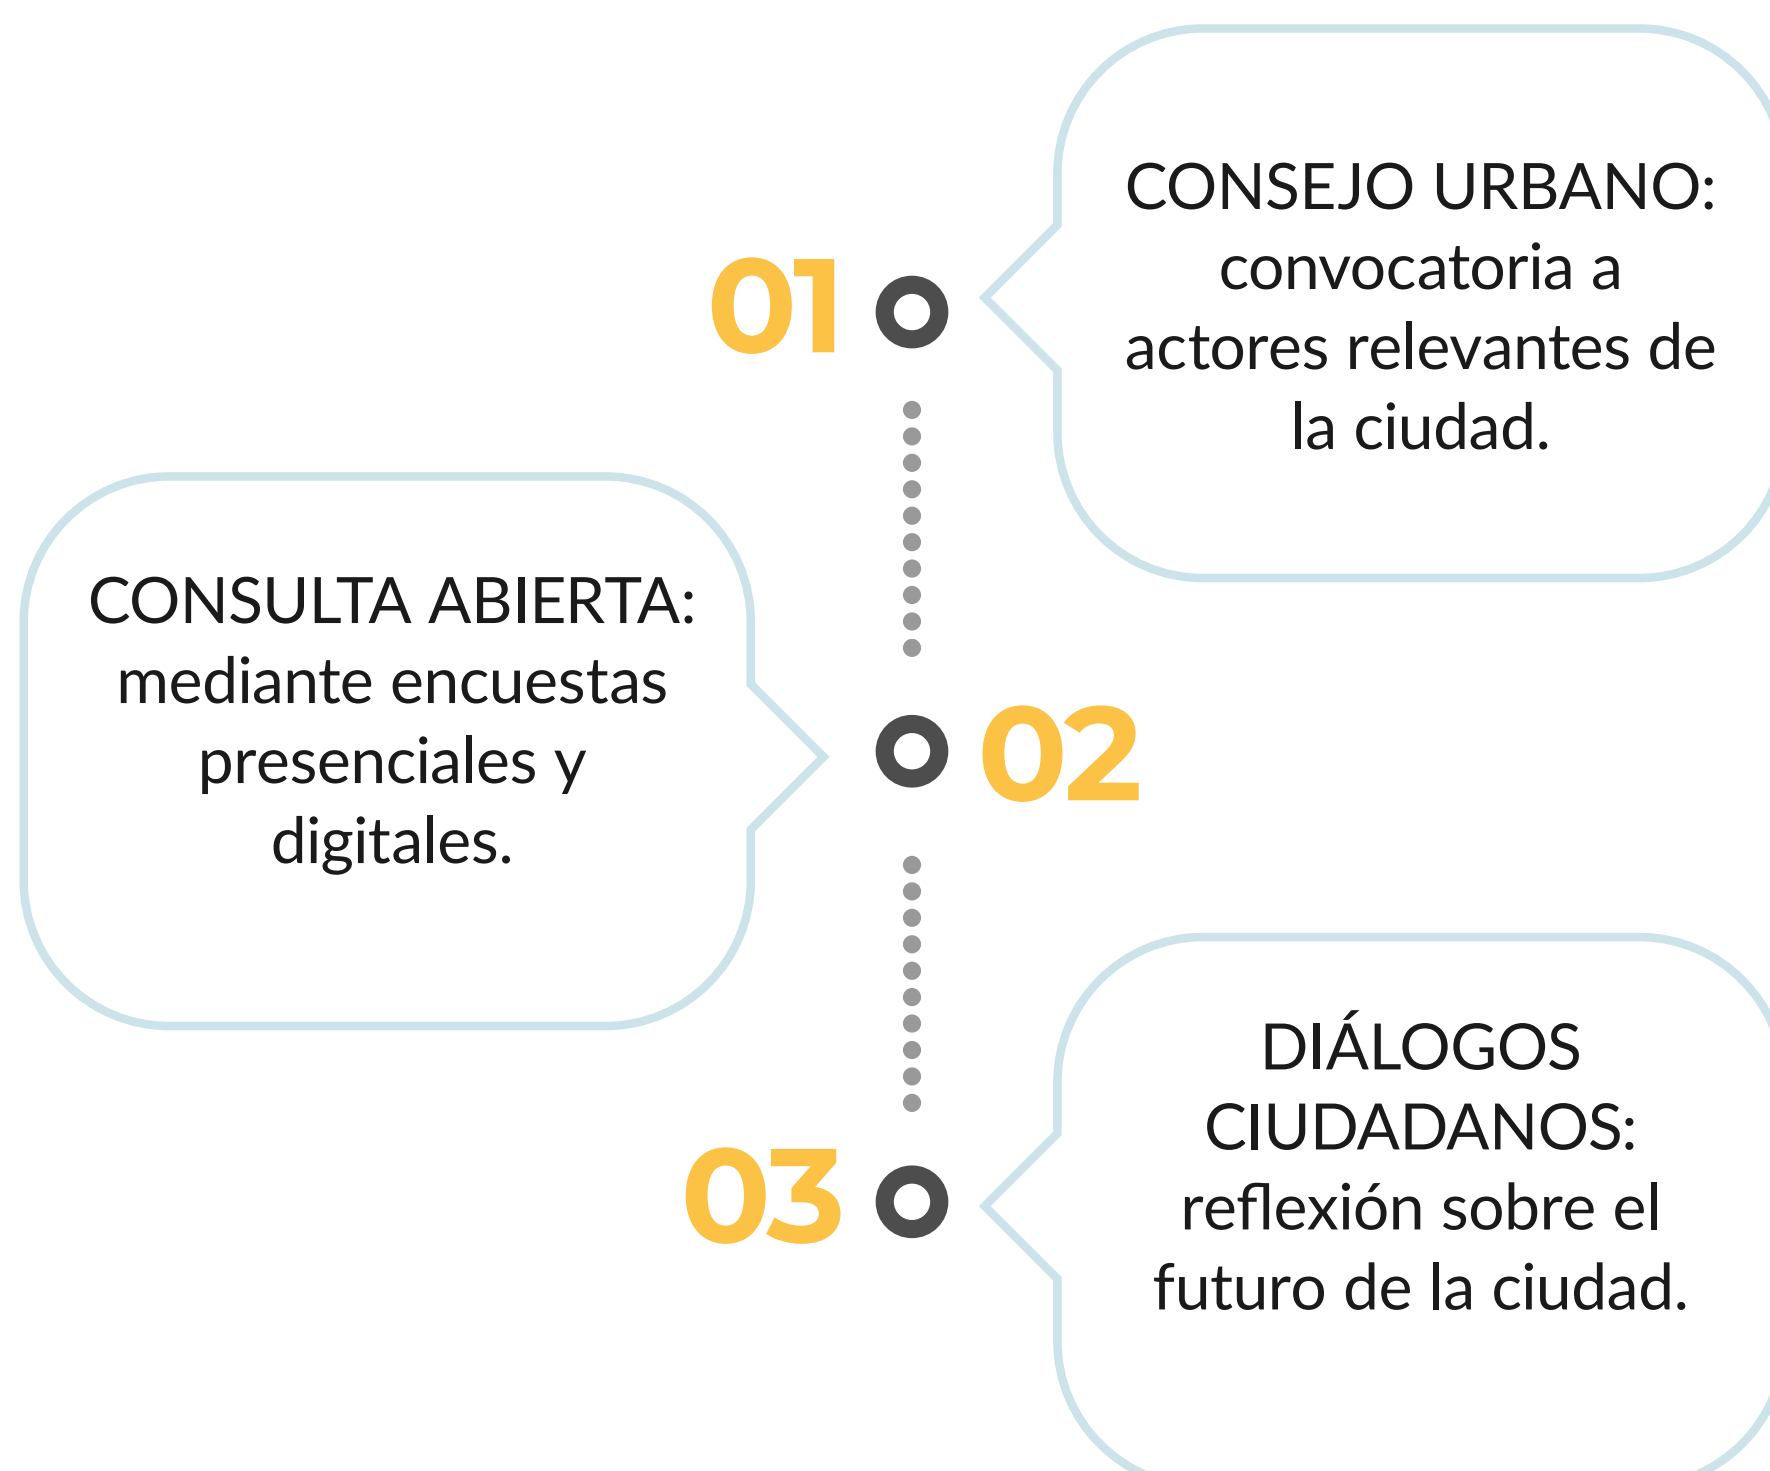 01
CONSEJO URBANO:
convocatoria a
actores relevantes de
la ciudad.
CONSULTA ABIERTA:
mediante encuestas
presenciales y
digitales.
02
03
DIÁLOGOS
CIUDADANOS:
reflexión sobre el
futuro de la ciudad.